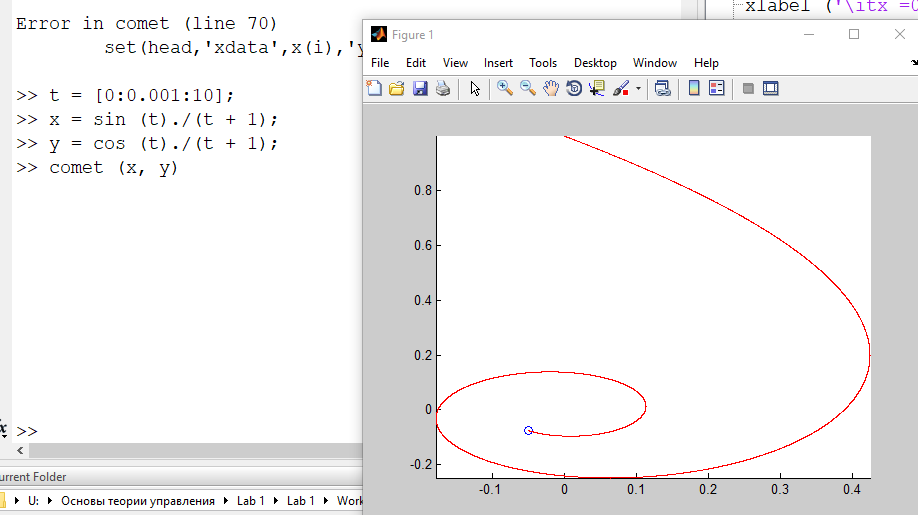 Error in comet (line 70)
set(head,'xdata',x(i),'y
>> t = [0:0.001:10];
>> x = sin (t)./(t + 1);
>> y = cos (t)./(t + 1);
>> comet (x, y)
>>
urrent Folder
U: Основы теории управления Lab 1 Lab 1 Work
xlabel ('\itx =0
Figure 1
File Edit View Insert Tools Desktop Window Help
0.8
0.6
0.4
0.2
0
-0.2
-0.1 0 0.1 0.2 0.3 0.4